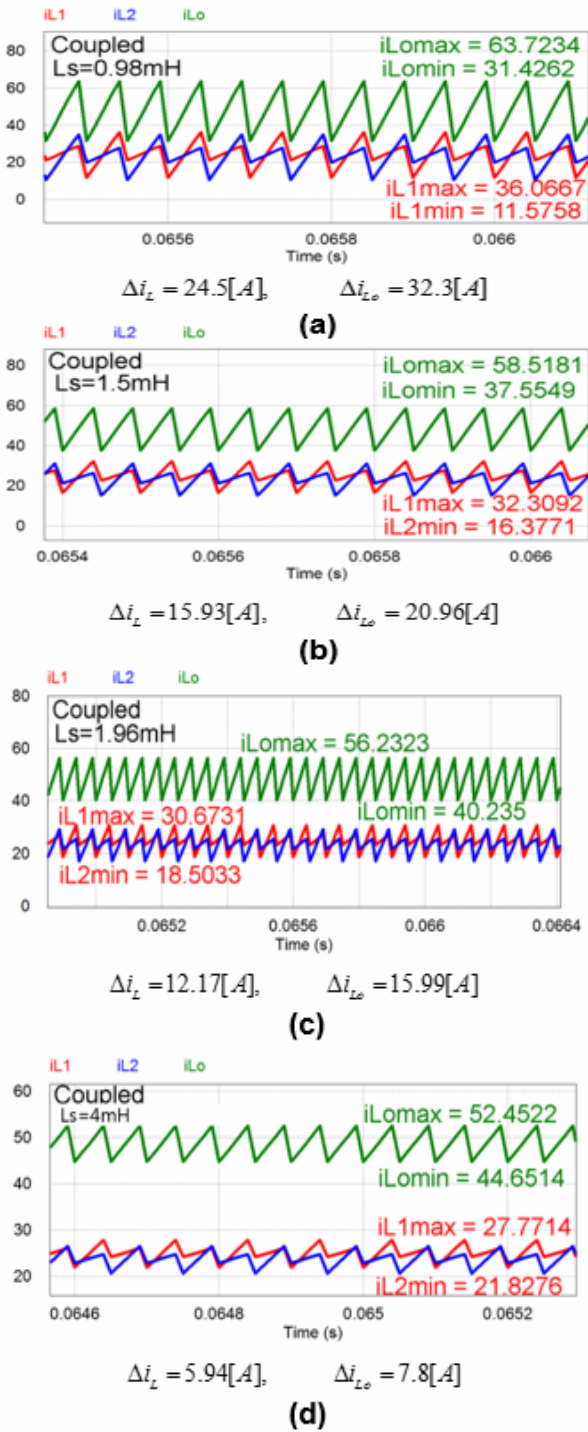 iL1 iL2 iLo
80
60
40
20
0
Coupled
Ls=0.98mH
iLomax = 63.7234
iLomin = 31.4262
iL1max = 36.0667
iL1min = 11.5758
0.0656 0.0658 0.066
Time (s)
Δi_L = 24.5[A], Δi_Lo = 32.3[A]
(a)
iL1 iL2 iLo
80
60
40
20
0
Coupled
Ls=1.5mH
iLomax = 58.5181
iLomin = 37.5549
iL1max = 32.3092
iL2min = 16.3771
0.0654 0.0656 0.0658 0.066
Time (s)
Δi_L = 15.93[A], Δi_Lo = 20.96[A]
(b)
iL1 iL2 iLo
80
60
40
20
0
Coupled
Ls=1.96mH
iLomax = 56.2323
iL1max = 30.6731
iLomin = 40.235
iL2min = 18.5033
0.0652 0.0656 0.066 0.0664
Time (s)
Δi_L = 12.17[A], Δi_Lo = 15.99[A]
(c)
iL1 iL2 iLo
60
50
40
30
20
Coupled
Ls=4mH
iLomax = 52.4522
iLomin = 44.6514
iL1max = 27.7714
iL2min = 21.8276
0.0646 0.0648 0.065 0.0652
Time (s)
Δi_L = 5.94[A], Δi_Lo = 7.8[A]
(d)